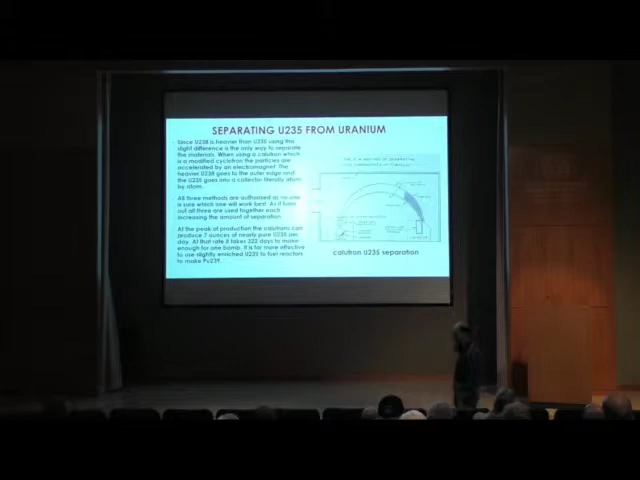 SEPARATING U235 FROM URANIUM
Since U238 is heavier than U235 using this
slight difference is the only way to separate
the materials. When using a calutron which
is a modified cyclotron the particles are
accelerated by an electromagnet. The
heavier U238 goes to the outer edge and
the U235 goes into a collector literally atom
by atom.
All three methods are authorized as no one
is sure which one will work best. As it turns
out all three are used together each
increasing the amount of separation.
At the peak of production the calutrons can
produce 7 ounces of nearly pure U235 per
day. At that rate it takes 322 days to make
enough for one bomb. It is far more effective
to use slightly enriched U235 to fuel reactors
to make Pu239.
calutron U235 separation